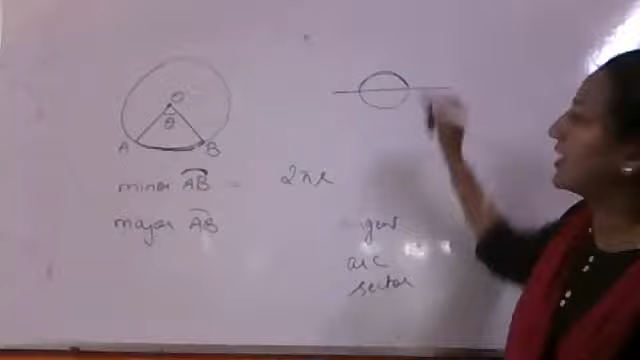 O
θ
A B
minor AB = 2πr
major AB
arc
sector